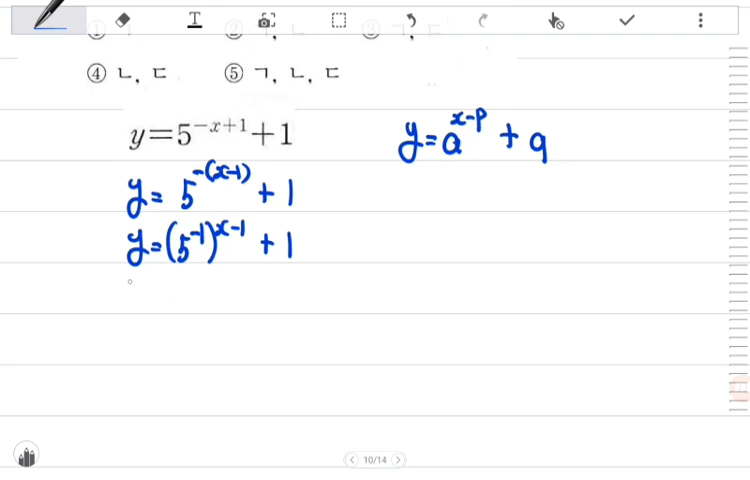 ④ ㄴ, ㄷ ⑤ ㄱ, ㄴ, ㄷ
y=5^{-x+1}+1
y=a^{x-p}+q
y=5^{-(x-1)}+1
y=(5^{-1})^{x-1}+1
10/14